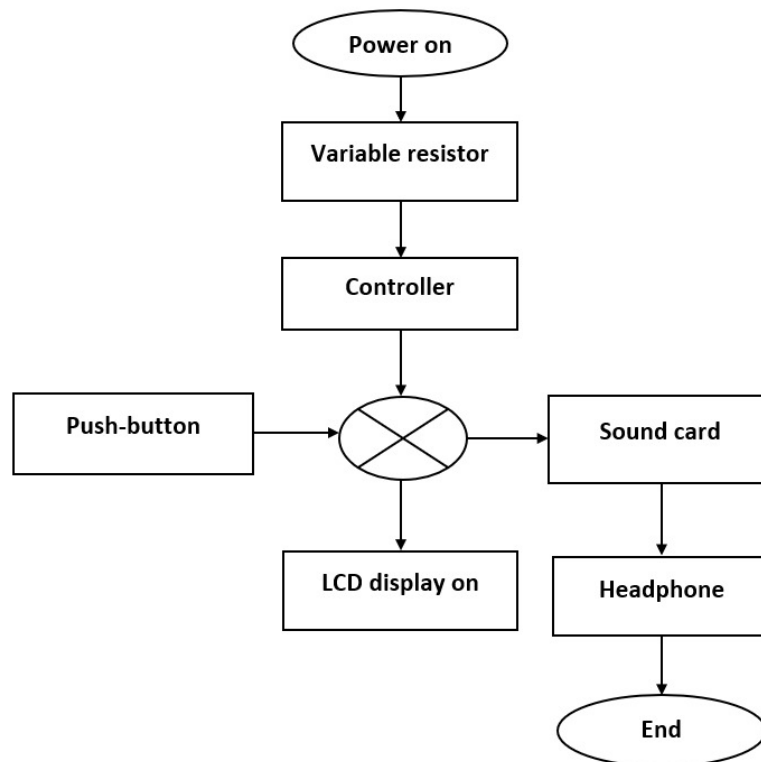 Power on
Variable resistor
Controller
Push-button
Sound card
LCD display on
Headphone
End